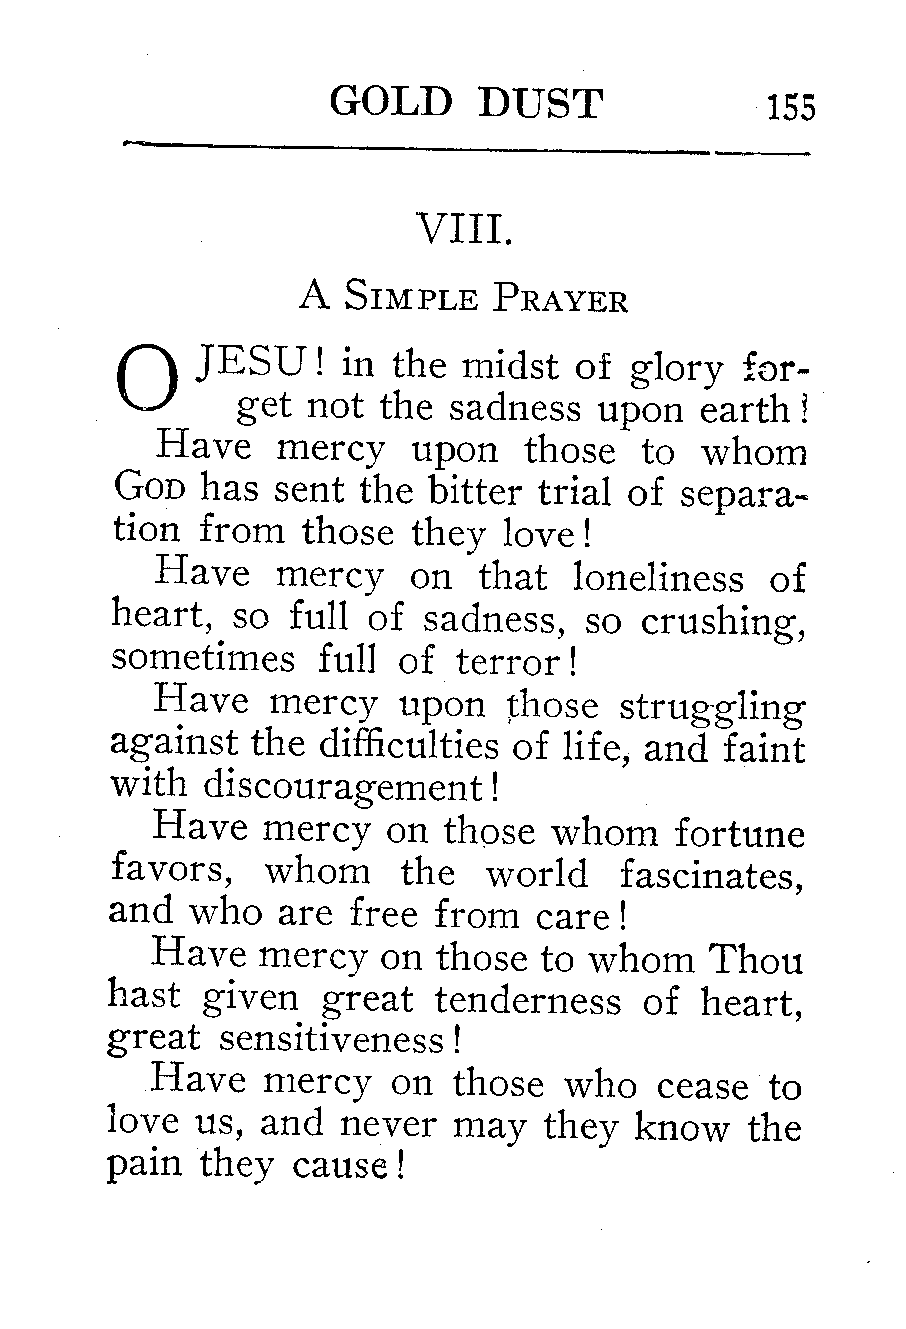 GOLD DUST 155
VIII.
A SIMPLE PRAYER
O JESU! in the midst of glory for-
get not the sadness upon earth!
Have mercy upon those to whom
GOD has sent the bitter trial of separa-
tion from those they love!
Have mercy on that loneliness of
heart, so full of sadness, so crushing,
sometimes full of terror!
Have mercy upon those struggling
against the difficulties of life, and faint
with discouragement!
Have mercy on those whom fortune
favors, whom the world fascinates,
and who are free from care!
Have mercy on those to whom Thou
hast given great tenderness of heart,
great sensitiveness!
Have mercy on those who cease to
love us, and never may they know the
pain they cause!